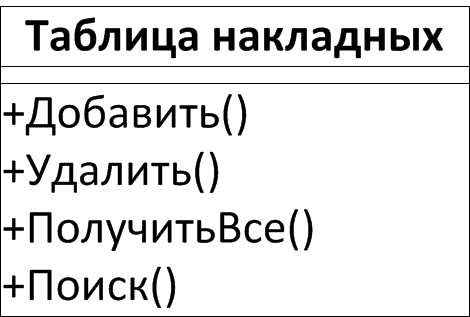 Таблица накладных
+Добавить()
+Удалить()
+ПолучитьВсе()
+Поиск()